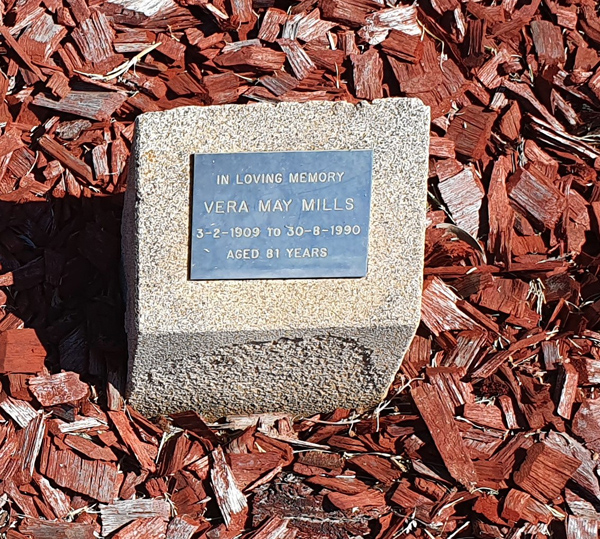 IN LOVING MEMORY
VERA MAY MILLS
3-2-1909 TO 30-8-1990
AGED 81 YEARS